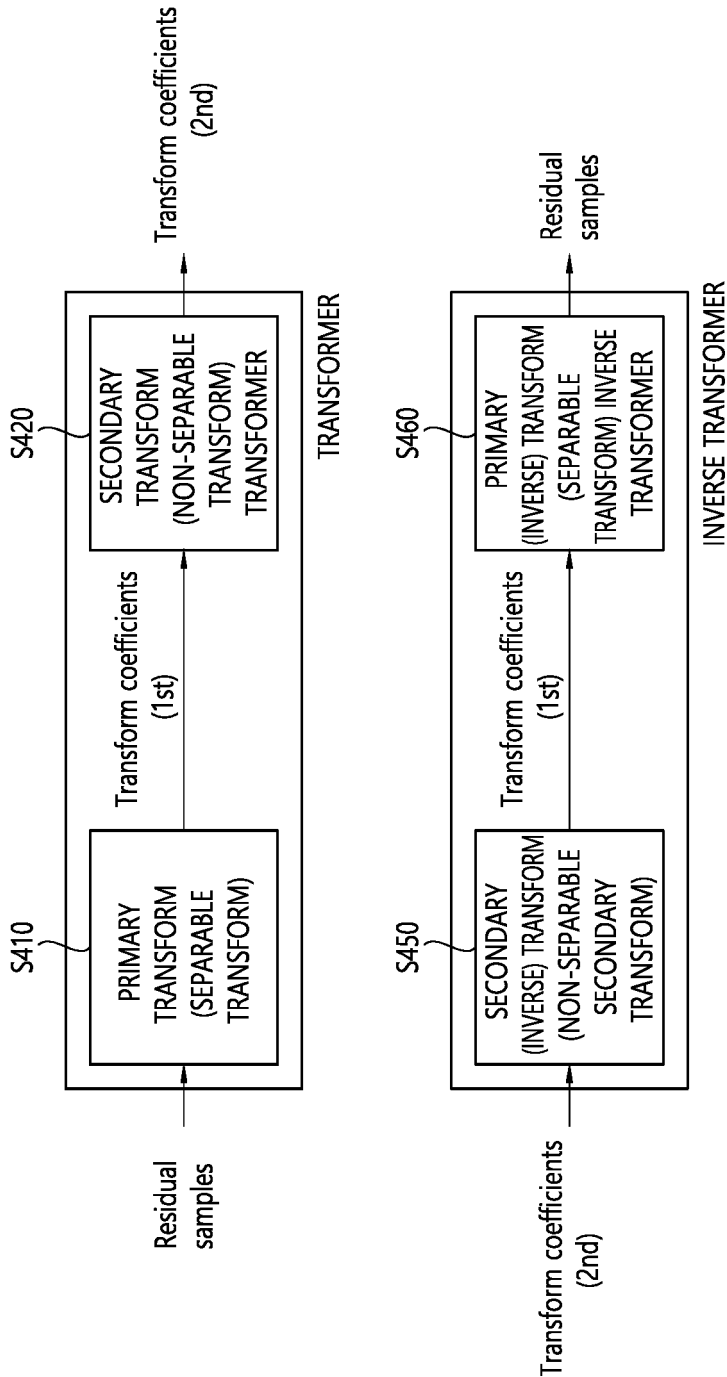 Residual
samples
S410
PRIMARY
TRANSFORM
(SEPARABLE
TRANSFORM)
Transform coefficients
(1st)
S420
SECONDARY
TRANSFORM
(NON-SEPARABLE
TRANSFORM)
TRANSFORMER
Transform coefficients
(2nd)
TRANSFORMER
Transform coefficients
(2nd)
S450
SECONDARY
(INVERSE) TRANSFORM
(NON-SEPARABLE
SECONDARY
TRANSFORM)
Transform coefficients
(1st)
S460
PRIMARY
(INVERSE) TRANSFORM
(SEPARABLE
TRANSFORM) INVERSE
TRANSFORMER
Residual
samples
INVERSE TRANSFORMER